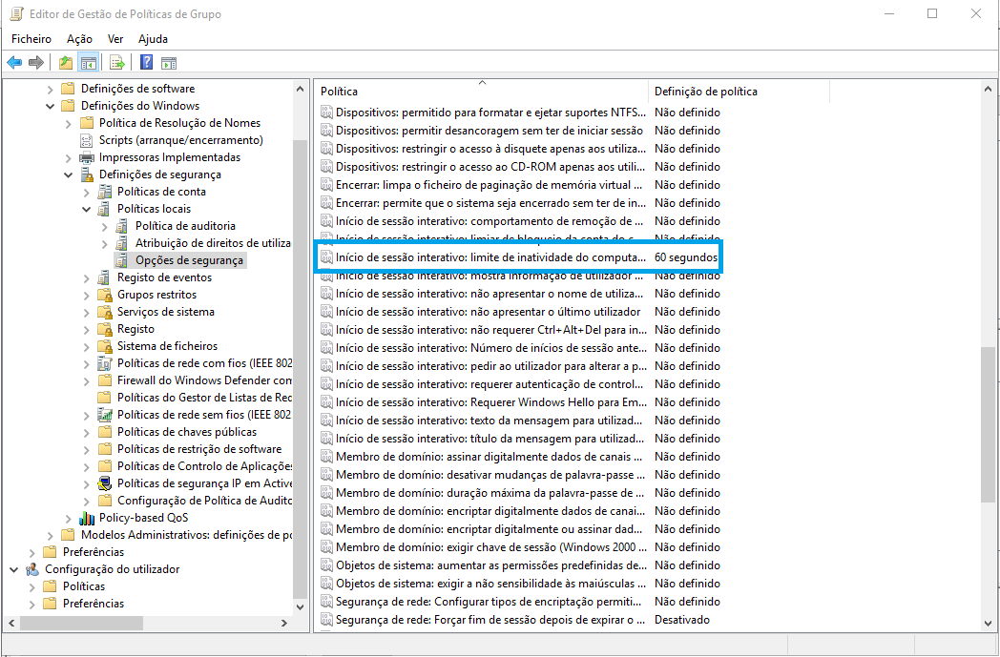 Editor de Gestão de Políticas de Grupo
Ficheiro Ação Ver Ajuda
Definições de software
Definições do Windows
Política de Resolução de Nomes
Scripts (arranque/encerramento)
Impressoras Implementadas
Definições de segurança
Políticas de conta
Políticas locais
Política de auditoria
Atribuição de direitos de utiliza
Opções de segurança
Registo de eventos
Grupos restritos
Serviços de sistema
Registo
Sistema de ficheiros
Políticas de rede com fios (IEEE 802
Firewall do Windows Defender com
Políticas do Gestor de Listas de Red
Políticas de rede sem fios (IEEE 802
Políticas de chaves públicas
Políticas de restrição de software
Políticas de Controlo de Aplicações
Políticas de segurança IP em Active
Configuração de Política de Audito
Policy-based QoS
Modelos Administrativos: definições de po
Preferências
Configuração do utilizador
Políticas
Preferências
Política Definição de política
Dispositivos: permitido para formatar e ejetar suportes NTFS... Não definido
Dispositivos: permitir desancoragem sem ter de iniciar sessão Não definido
Dispositivos: restringir o acesso à disquete apenas aos utiliza... Não definido
Dispositivos: restringir o acesso ao CD-ROM apenas aos utili... Não definido
Encerrar: limpa o ficheiro de paginação de memória virtual ... Não definido
Encerrar: permite que o sistema seja encerrado sem ter de in... Não definido
Início de sessão interativo: comportamento de remoção de ... Não definido
Início de sessão interativo: limiar de bloqueio da conta do c... Não definido
Início de sessão interativo: limite de inatividade do computa... 60 segundos
Início de sessão interativo: mostra informação de utilizador ... Não definido
Início de sessão interativo: não apresentar o nome de utiliza... Não definido
Início de sessão interativo: não apresentar o último utilizador Não definido
Início de sessão interativo: não requerer Ctrl+Alt+Del para in... Não definido
Início de sessão interativo: Número de inícios de sessão ante... Não definido
Início de sessão interativo: pedir ao utilizador para alterar a p... Não definido
Início de sessão interativo: requerer autenticação de control... Não definido
Início de sessão interativo: Requerer Windows Hello para Em... Não definido
Início de sessão interativo: texto da mensagem para utilizad... Não definido
Início de sessão interativo: título da mensagem para utilizad... Não definido
Membro de domínio: assinar digitalmente dados de canais ... Não definido
Membro de domínio: desativar mudanças de palavra-passe ... Não definido
Membro de domínio: duração máxima da palavra-passe de ... Não definido
Membro de domínio: encriptar digitalmente dados de canai... Não definido
Membro de domínio: encriptar digitalmente ou assinar dad... Não definido
Membro de domínio: exigir chave de sessão (Windows 2000 ... Não definido
Objetos de sistema: aumentar as permissões predefinidas de... Não definido
Objetos de sistema: exigir a não sensibilidade às maiúsculas ... Não definido
Segurança de rede: Configurar tipos de encriptação permiti... Não definido
Segurança de rede: Forçar fim de sessão depois de expirar o ... Desativado